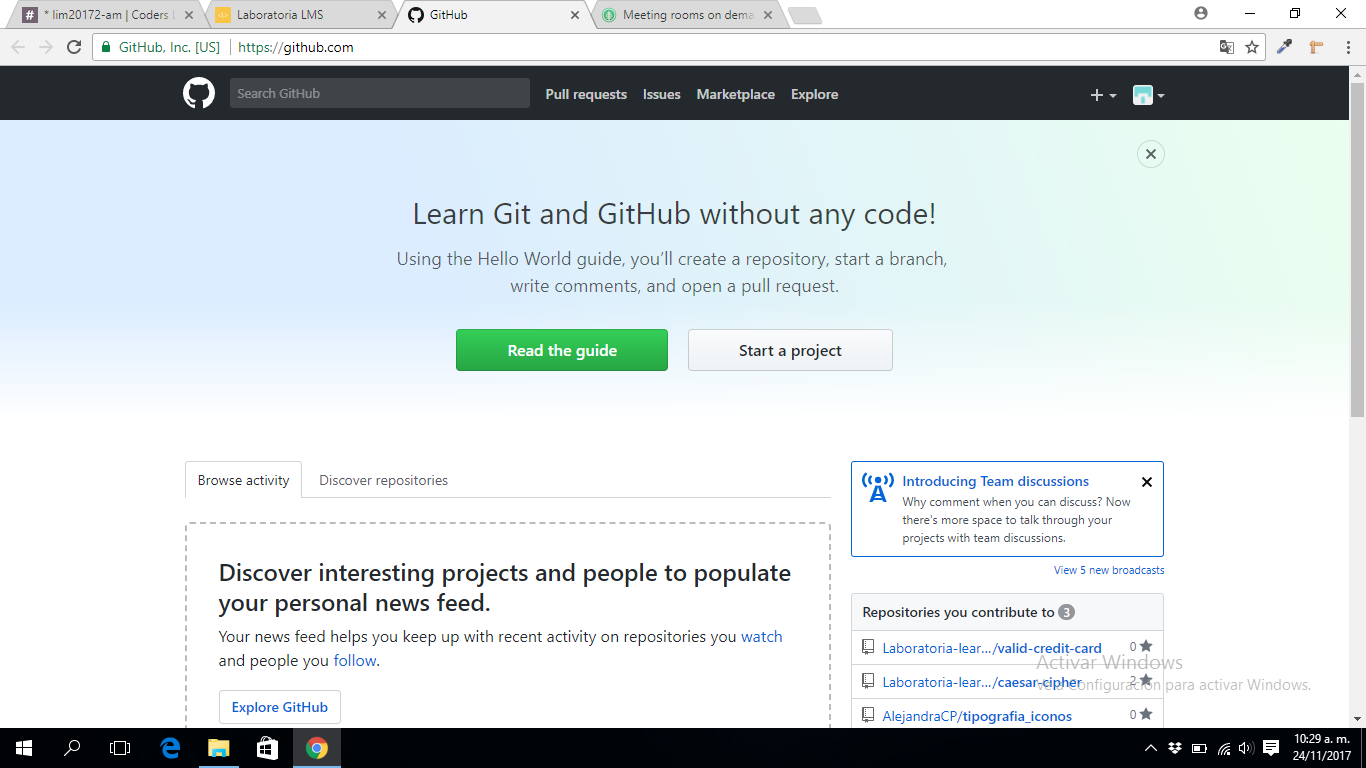 * lim20172-am | Coders
Laboratoria LMS
GitHub
Meeting rooms on dema
GitHub, Inc. [US]
https://github.com
Search GitHub
Pull requests
Issues
Marketplace
Explore
Learn Git and GitHub without any code!
Using the Hello World guide, you’ll create a repository, start a branch,
write comments, and open a pull request.
Read the guide
Start a project
Browse activity
Discover repositories
Introducing Team discussions
Why comment when you can discuss? Now
there's more space to talk through your
projects with team discussions.
View 5 new broadcasts
Discover interesting projects and people to populate
your personal news feed.
Your news feed helps you keep up with recent activity on repositories you watch
and people you follow.
Explore GitHub
Repositories you contribute to 3
Laboratoria-lear…/valid-credit-card 0
Laboratoria-lear…/caesar-cipher 2
AlejandraCP/tipografia_iconos 0
Activar Windows
Ve a Configuración para activar Windows.
10:29 a. m.
24/11/2017